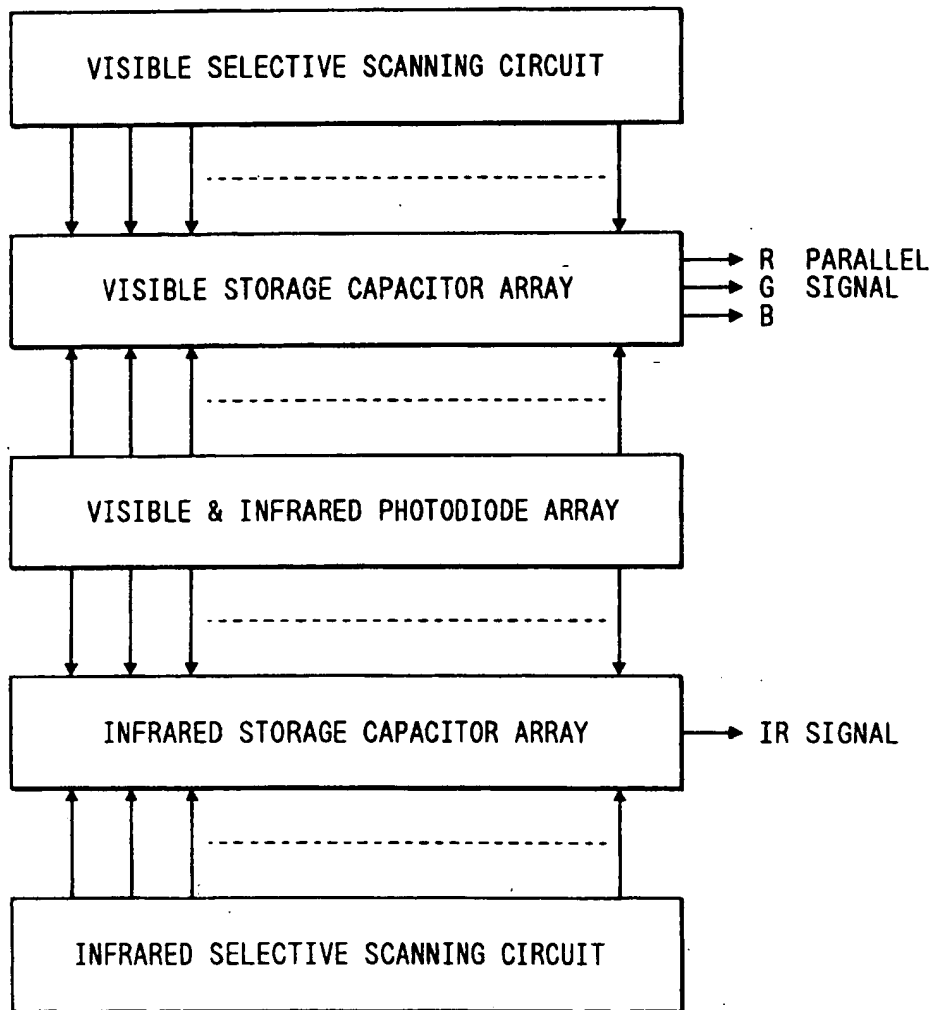 VISIBLE SELECTIVE SCANNING CIRCUIT
VISIBLE STORAGE CAPACITOR ARRAY
R PARALLEL
G SIGNAL
B
VISIBLE & INFRARED PHOTODIODE ARRAY
INFRARED STORAGE CAPACITOR ARRAY
IR SIGNAL
INFRARED SELECTIVE SCANNING CIRCUIT